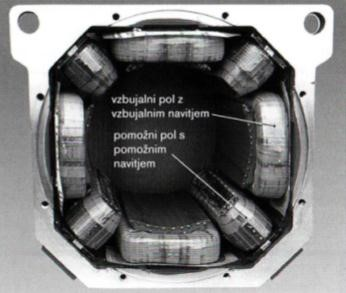 vzbujalni pol z
vzbujalnim navitjem
pomožni pol s
pomožnim
navitjem